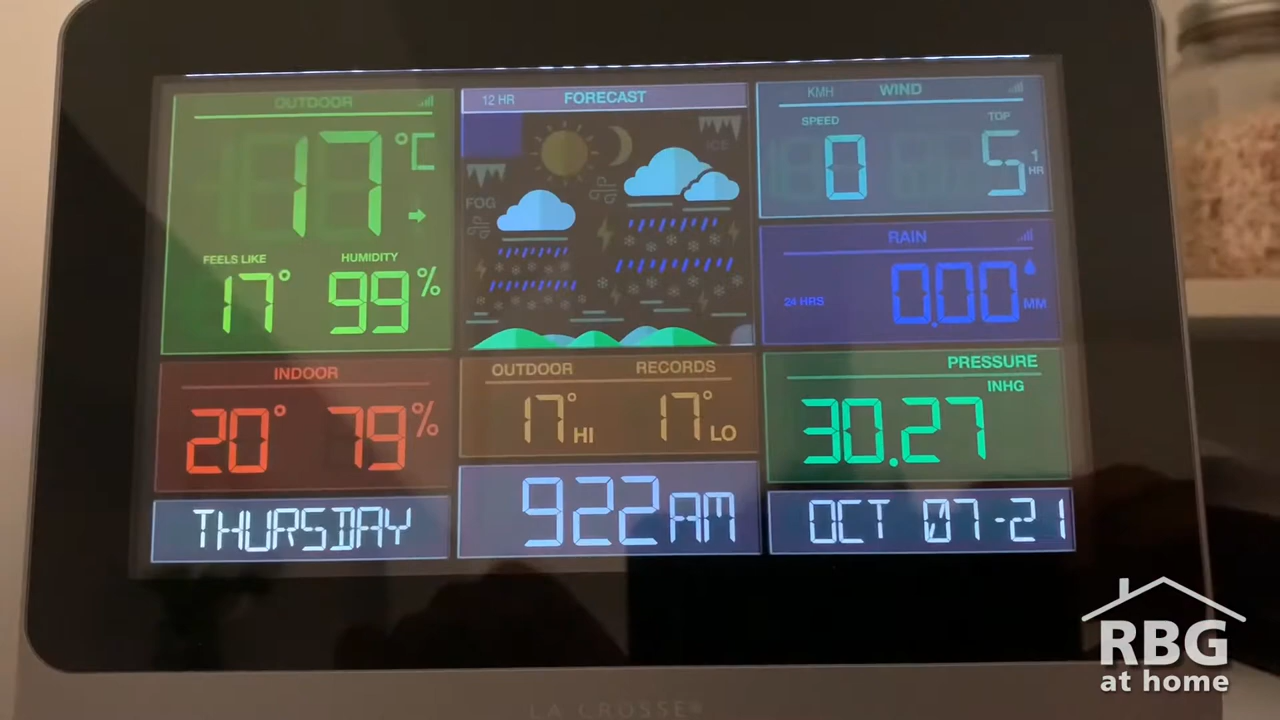 OUTDOOR
17 °C
FEELS LIKE HUMIDITY
17° 99%
12 HR FORECAST
ICE
FOG
KMH WIND
SPEED TOP
0 5 1 HR
RAIN
24 HRS 0.00 MM
INDOOR
20° 79%
OUTDOOR RECORDS
17° HI 17° LO
PRESSURE
INHG
30.27
THURSDAY
922 AM
OCT 07-21
RBG
at home
LA CROSSE®